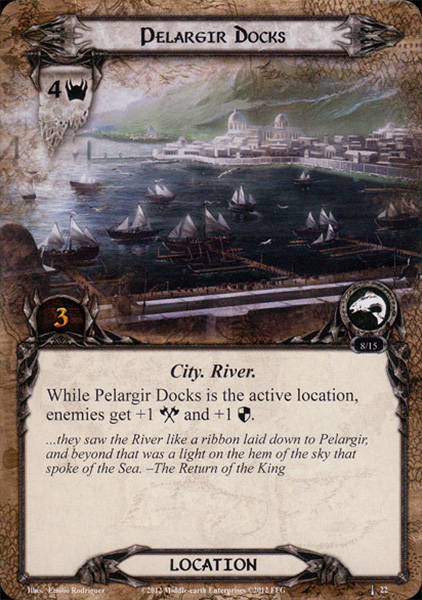 PELARGIR DOCKS
4
3
8/15
City. River.
While Pelargir Docks is the active location,
enemies get +1 and +1 .
...they saw the River like a ribbon laid down to Pelargir,
and beyond that was a light on the hem of the sky that
spoke of the Sea. –The Return of the King
LOCATION
Illus. Emilio Rodriguez
©2012 Middle-earth Enterprises ©2012 FFG
22